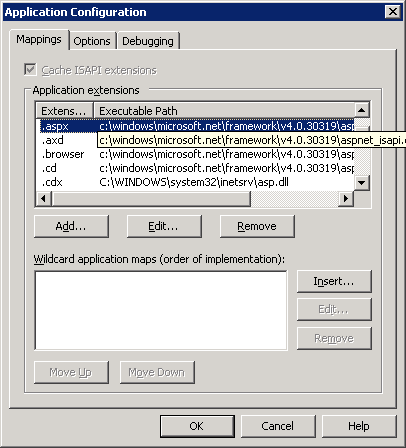 Application Configuration
Mappings Options Debugging
Cache ISAPI extensions
Application extensions
Extens... Executable Path
.aspx c:\windows\microsoft.net\framework\v4.0.30319\asp
.axd c:\windows\microsoft.net\framework\v4.0.30319\aspnet_isapi.
.browser c:\windows\microsoft.net\framework\v4.0.30319\asp
.cd c:\windows\microsoft.net\framework\v4.0.30319\asp
.cdx C:\WINDOWS\system32\inetsrv\asp.dll
Add... Edit... Remove
Wildcard application maps (order of implementation):
Insert...
Edit...
Remove
Move Up Move Down
OK Cancel Help